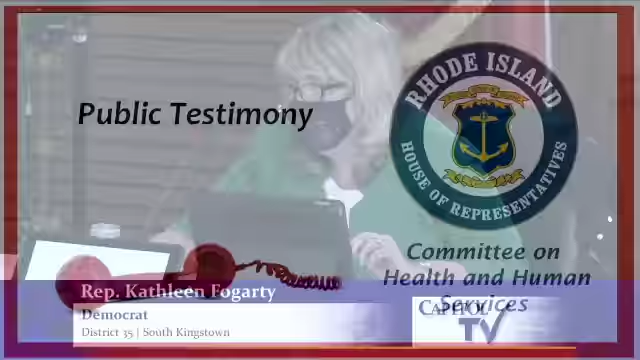 Public Testimony
RHODE ISLAND
HOUSE OF REPRESENTATIVES
Committee on
Health and Human
Services
Rep. Kathleen Fogarty
Democrat
District 35 | South Kingstown
CAPITOL
TV